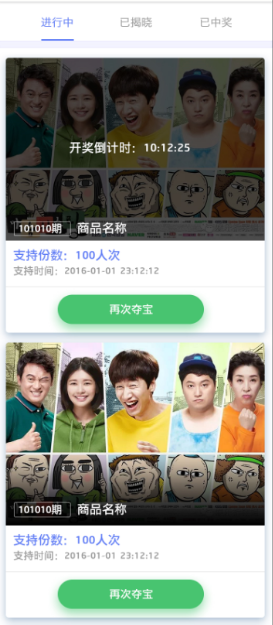 进行中 已揭晓 已中奖
开奖倒计时：10:12:25
101010期 商品名称
支持份数：100人次
支持时间：2016-01-01 23:12:12
再次夺宝
101010期 商品名称
支持份数：100人次
支持时间：2016-01-01 23:12:12
再次夺宝